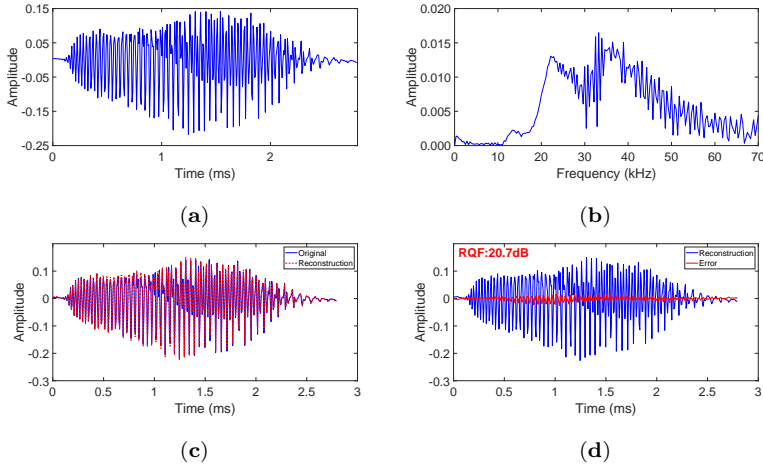 0.15
0.05
-0.05
-0.15
-0.25
0
1
2
Amplitude
Time (ms)
(a)
0.020
0.015
0.010
0.005
0.000
0
10
20
30
40
50
60
70
Amplitude
Frequency (kHz)
(b)
Original
Reconstruction
0.1
0
-0.1
-0.2
-0.3
0
0.5
1
1.5
2
2.5
3
Amplitude
Time (ms)
(c)
RQF:20.7dB
Reconstruction
Error
0.1
0
-0.1
-0.2
-0.3
0
0.5
1
1.5
2
2.5
3
Amplitude
Time (ms)
(d)